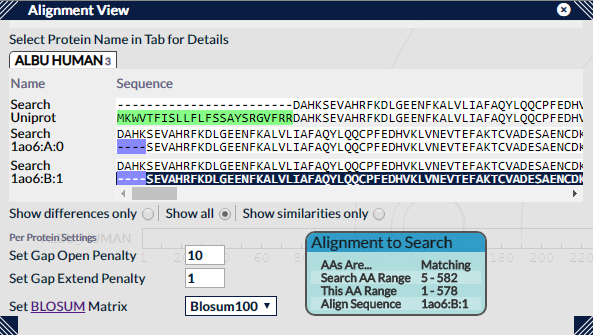 Alignment View
Select Protein Name in Tab for Details
ALBU HUMAN 3
Name Sequence
Search ------------------------DAHKSEVAHRFKDLGEENFKALVLIAFAQYLQQCPFEDHV
Uniprot MKWVTFISLLFLFSSAYSRGVFRRDAHKSEVAHRFKDLGEENFKALVLIAFAQYLQQCPFEDHV
Search DAHKSEVAHRFKDLGEENFKALVLIAFAQYLQQCPFEDHVKLVNEVTEFAKTCVADESAENCDK
1ao6:A:0 ----SEVAHRFKDLGEENFKALVLIAFAQYLQQCPFEDHVKLVNEVTEFAKTCVADESAENCDK
Search DAHKSEVAHRFKDLGEENFKALVLIAFAQYLQQCPFEDHVKLVNEVTEFAKTCVADESAENCDK
1ao6:B:1 ----SEVAHRFKDLGEENFKALVLIAFAQYLQQCPFEDHVKLVNEVTEFAKTCVADESAENCDK
Show differences only Show all Show similarities only
Per Protein Settings HUMAN
Set Gap Open Penalty 10
Set Gap Extend Penalty 1
Set BLOSUM Matrix Blosum100
Alignment to Search
AAs Are... Matching
Search AA Range 5 - 582
This AA Range 1 - 578
Align Sequence 1ao6:B:1